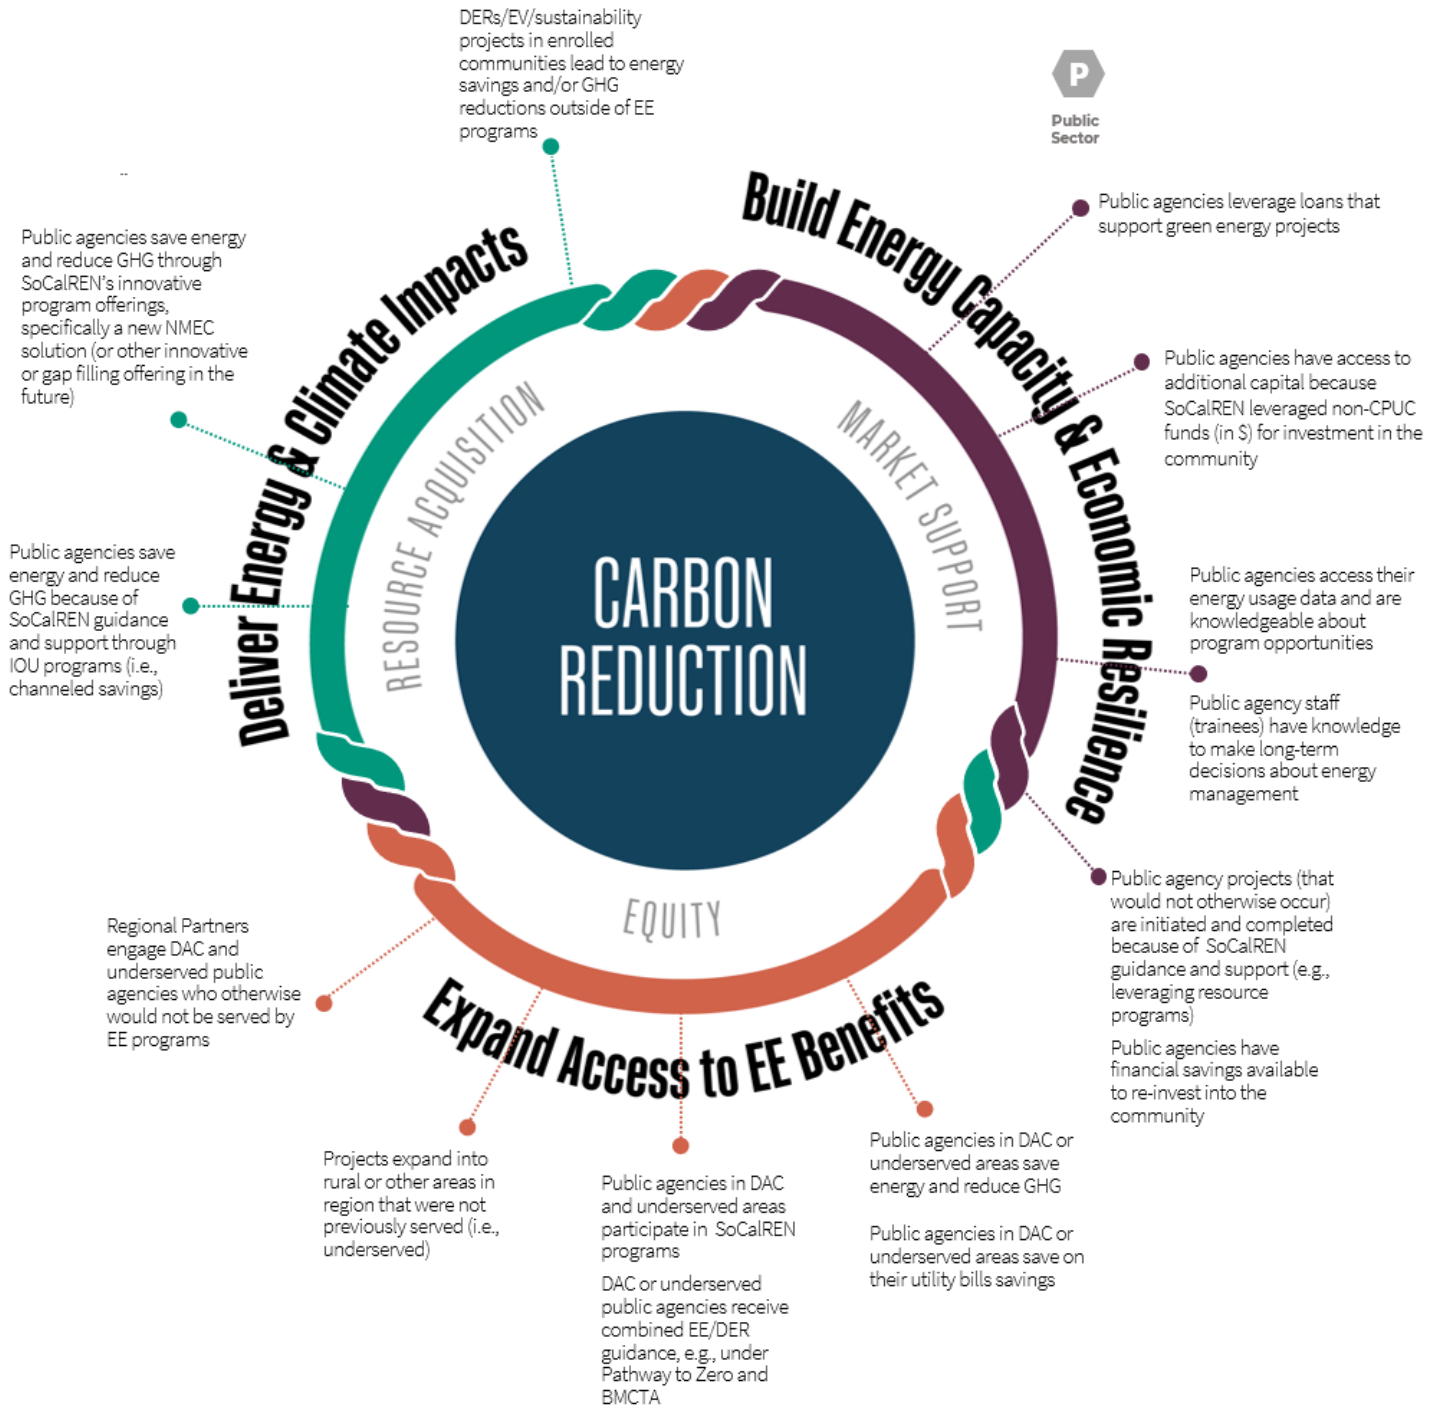 DERs/EV/sustainability
projects in enrolled
communities lead to energy
savings and/or GHG
reductions outside of EE
programs
P
Public
Sector
..
Build Energy Capacity & Economic Resilience
Public agencies leverage loans that
support green energy projects
Deliver Energy & Climate Impacts
Public agencies save energy
and reduce GHG through
SoCalREN's innovative
program offerings,
specifically a new NMEC
solution (or other innovative
or gap filling offering in the
future)
Public agencies have access to
additional capital because
SoCalREN leveraged non-CPUC
funds (in $) for investment in the
community
RESOURCE ACQUISITION
MARKET SUPPORT
CARBON
REDUCTION
Public agencies save
energy and reduce
GHG because of
SoCalREN guidance
and support through
IOU programs (i.e.,
channeled savings)
Public agencies access their
energy usage data and are
knowledgeable about
program opportunities
Public agency staff
(trainees) have knowledge
to make long-term
decisions about energy
management
EQUITY
Public agency projects (that
would not otherwise occur)
are initiated and completed
because of SoCalREN
guidance and support (e.g.,
leveraging resource
programs)
Public agencies have
financial savings available
to re-invest into the
community
Regional Partners
engage DAC and
underserved public
agencies who otherwise
would not be served by
EE programs
Expand Access to EE Benefits
Projects expand into
rural or other areas in
region that were not
previously served (i.e.,
underserved)
Public agencies in DAC
and underserved areas
participate in SoCalREN
programs
DAC or underserved
public agencies receive
combined EE/DER
guidance, e.g., under
Pathway to Zero and
BMCTA
Public agencies in DAC or
underserved areas save
energy and reduce GHG
Public agencies in DAC or
underserved areas save on
their utility bills savings